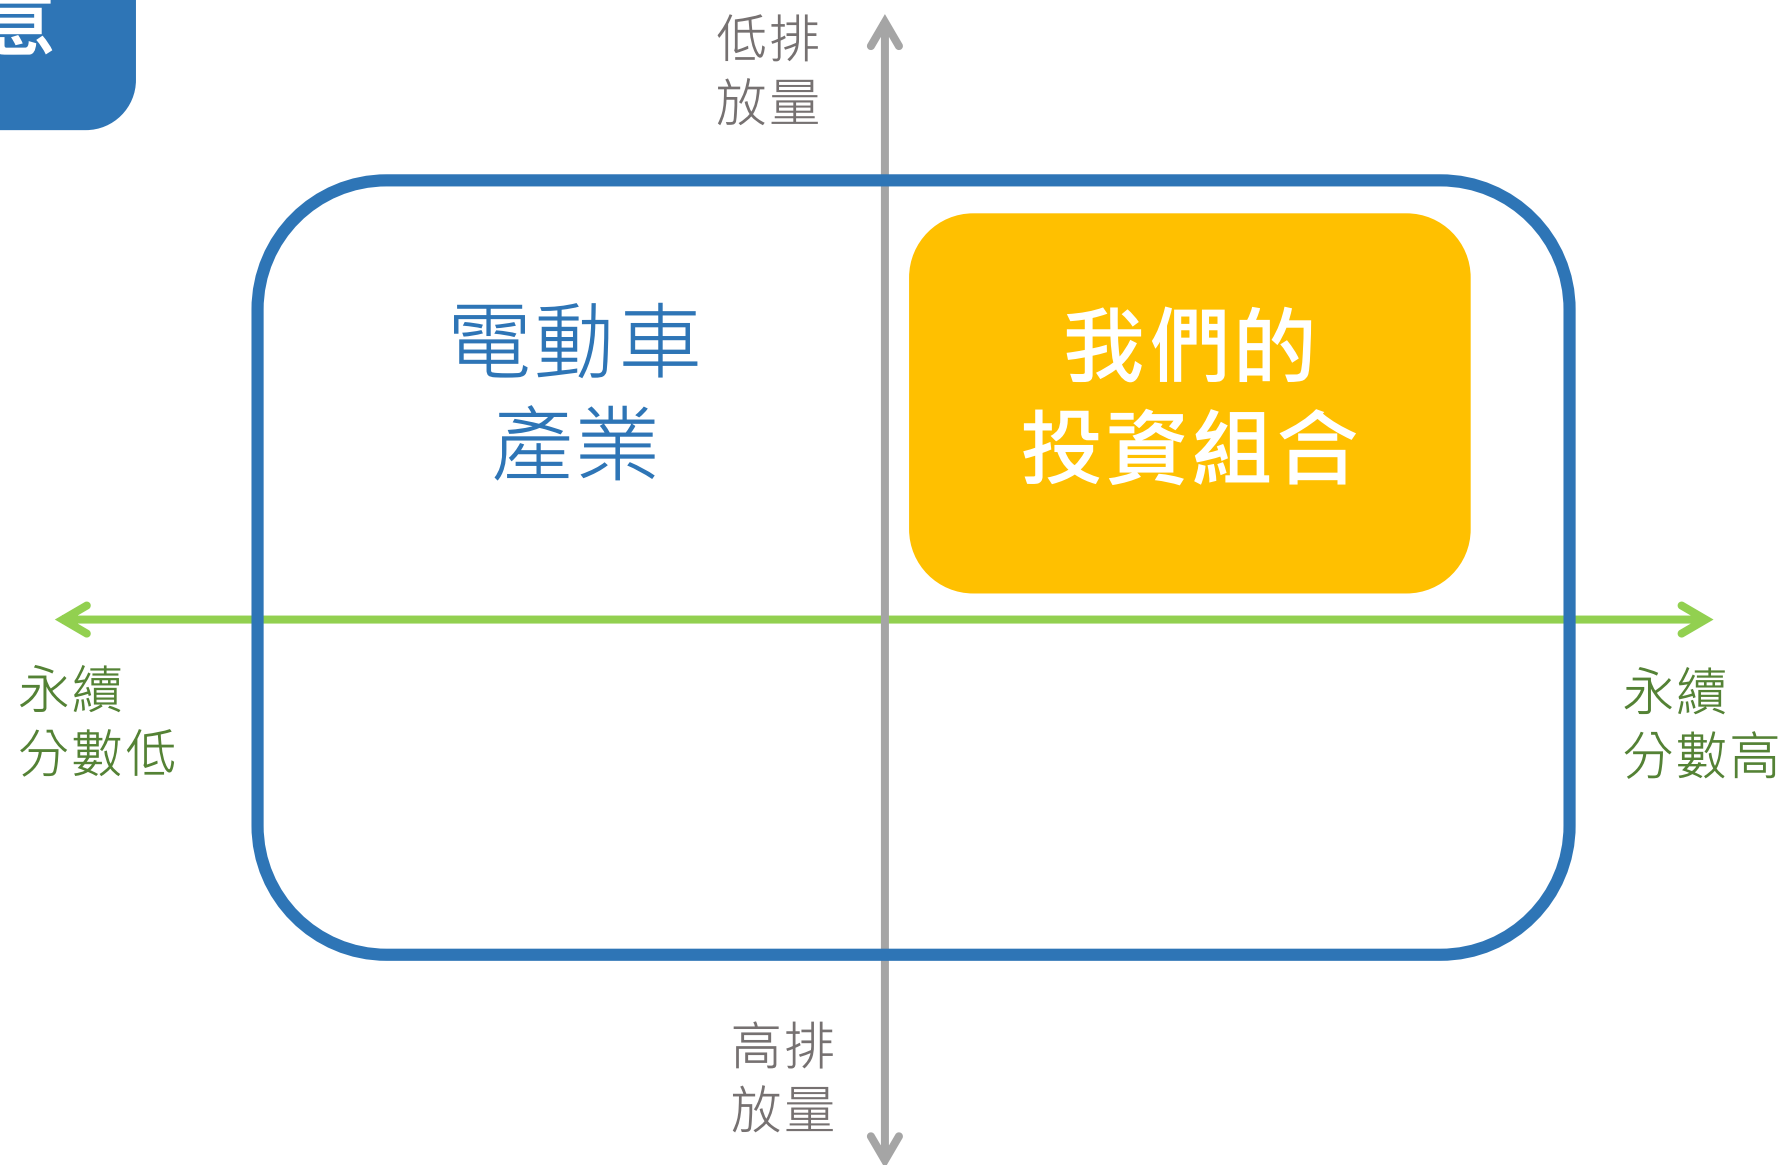 意
低排
放量
電動車
產業
我們的
投資組合
永續
分數低
永續
分數高
高排
放量